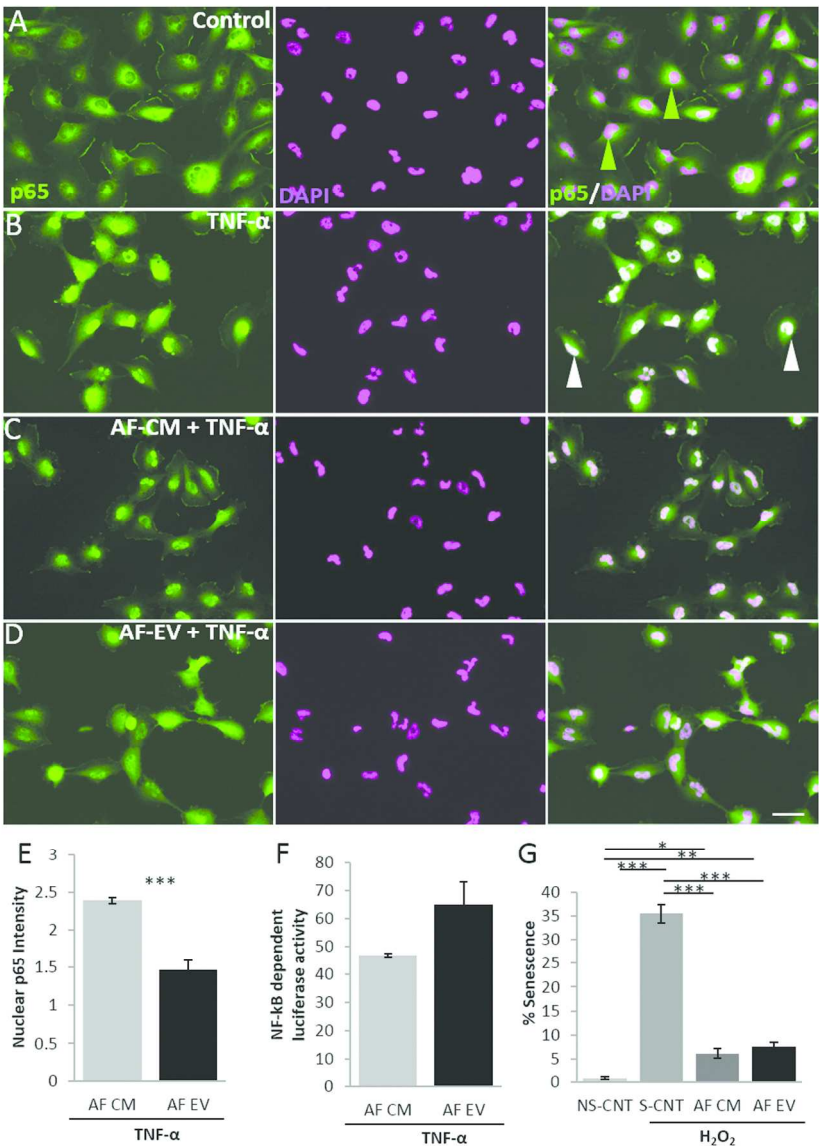 A Control
p65 DAPI p65/DAPI
B TNF-α
C AF-CM + TNF-α
D AF-EV + TNF-α
E
***
Nuclear p65 Intensity
3
2.5
2
1.5
1
0.5
0
AF CM AF EV
TNF-α
F
NF-kB dependent
luciferase activity
80
70
60
50
40
30
20
10
0
AF CM AF EV
TNF-α
G
*
**
***
***
***
% Senescence
40
35
30
25
20
15
10
5
0
NS-CNT S-CNT AF CM AF EV
H₂O₂